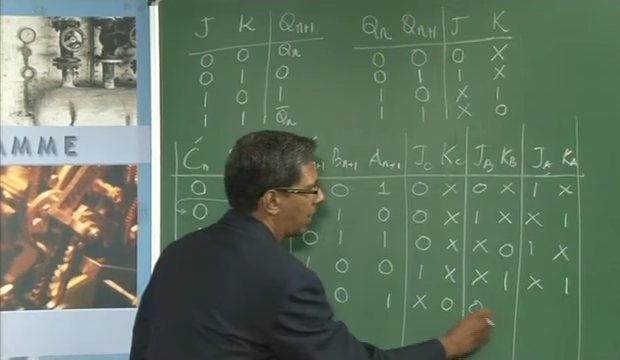 J K Qn+1 Qn Qn+1 J K
0 0 Qn 0 0 0 X
0 1 0 0 1 1 X
1 0 1 1 0 X 1
1 1 Q̄n 1 1 X 0
AMME
Cn n+1 Bn+1 An+1 JC KC JB KB JA KA
0 0 1 0 X 0 X 1 X
0 1 0 0 X 1 X X 1
0 1 1 0 X X 0 1 X
0 0 1 X X 1 X 1
0 1 X 0 0